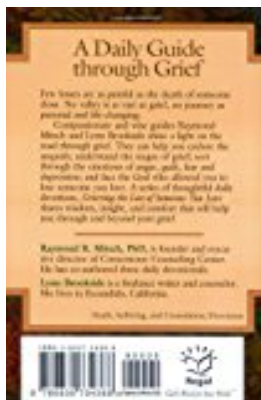 A Daily Guide
through Grief
Few losses are as painful as the death of someone
close. No valley is as vast as grief, no journey as
personal and life-changing.
Compassionate and wise guides Raymond
Mitsch and Lynn Brookside shine a light on the
road through grief. They can help you endure the
anguish, understand the stages of grief, sort
through the emotions of anger, guilt, fear and
depression, and face the God who allowed you to
lose someone you love. A series of thoughtful daily
devotions, Grieving the Loss of Someone You Love
shares wisdom, insight, and comfort that will help
you through and beyond your grief.
Raymond R. Mitsch, PhD, is founder and execu-
tive director of Cornerstone Counseling Center.
He has co-authored three daily devotionals.
Lynn Brookside is a freelance writer and counselor.
She lives in Escondido, California.
Death, Suffering, and Consolation/Devotions
Regal